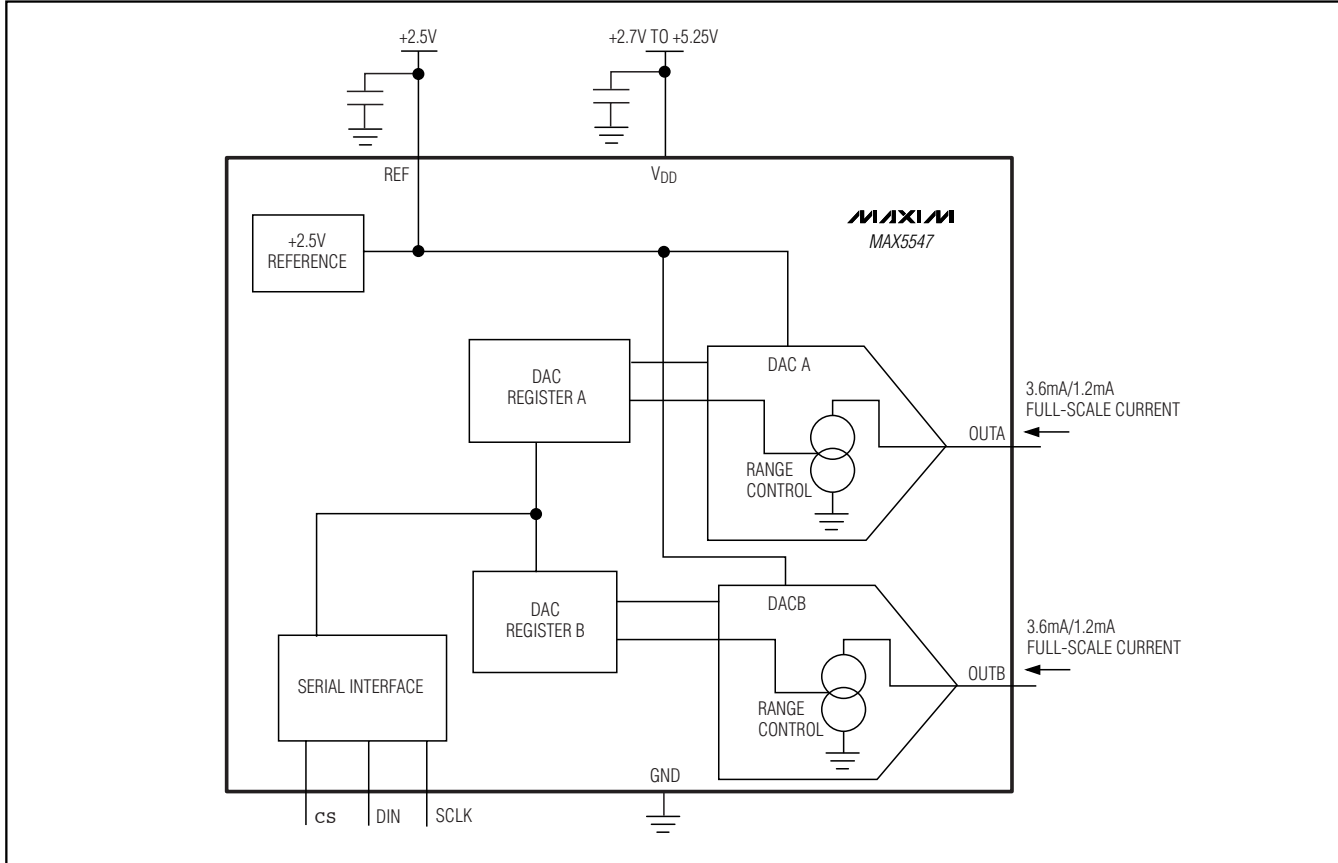 +2.5V
+2.7V TO +5.25V
REF
VDD
MAXIM
MAX5547
+2.5V
REFERENCE
DAC
REGISTER A
DAC A
RANGE
CONTROL
3.6mA/1.2mA
FULL-SCALE CURRENT
OUTA
DAC
REGISTER B
DACB
RANGE
CONTROL
3.6mA/1.2mA
FULL-SCALE CURRENT
OUTB
SERIAL INTERFACE
GND
CS
DIN
SCLK